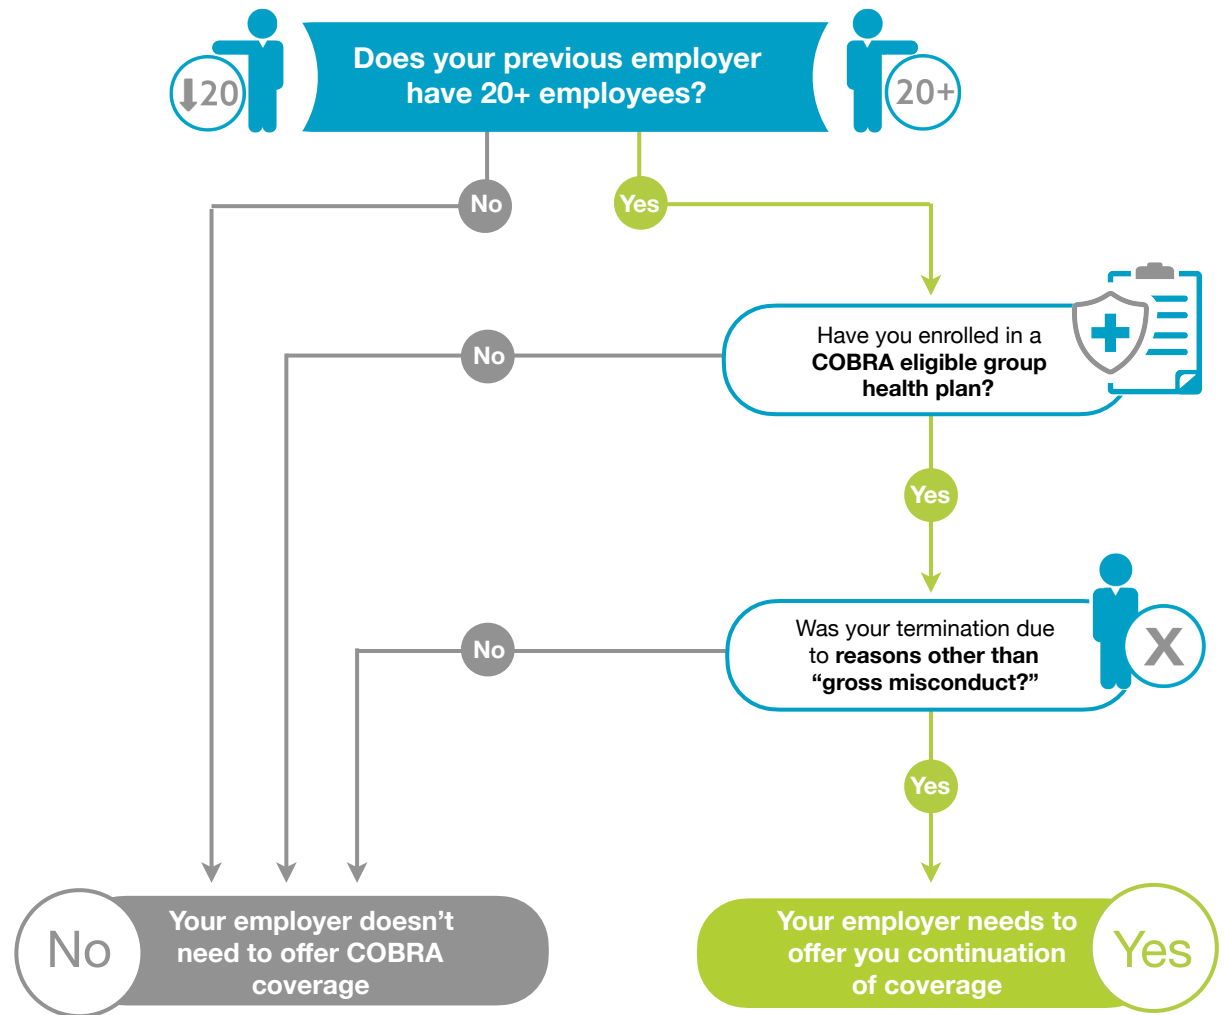 Does your previous employer
have 20+ employees?
⬇20
20+
No
Yes
Have you enrolled in a
COBRA eligible group
health plan?
No
Yes
Was your termination due
to reasons other than
“gross misconduct?”
X
No
Yes
No
Your employer doesn’t
need to offer COBRA
coverage
Your employer needs to
offer you continuation
of coverage
Yes